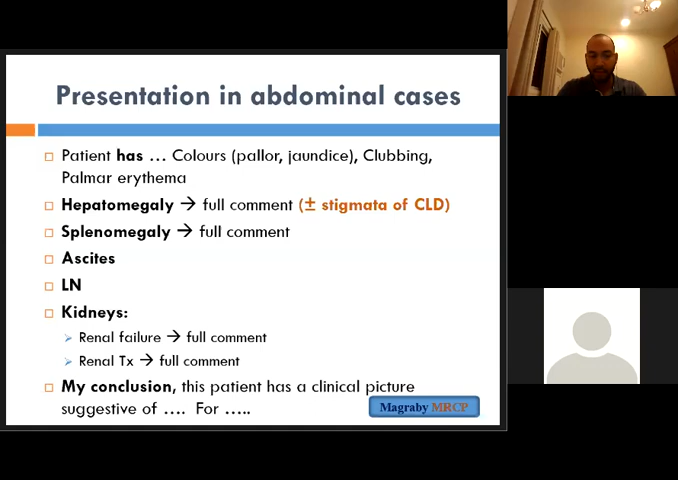 Presentation in abdominal cases
Patient has … Colours (pallor, jaundice), Clubbing,
Palmar erythema
Hepatomegaly → full comment (± stigmata of CLD)
Splenomegaly → full comment
Ascites
LN
Kidneys:
Renal failure → full comment
Renal Tx → full comment
My conclusion, this patient has a clinical picture
suggestive of …. For …..
Magraby MRCP